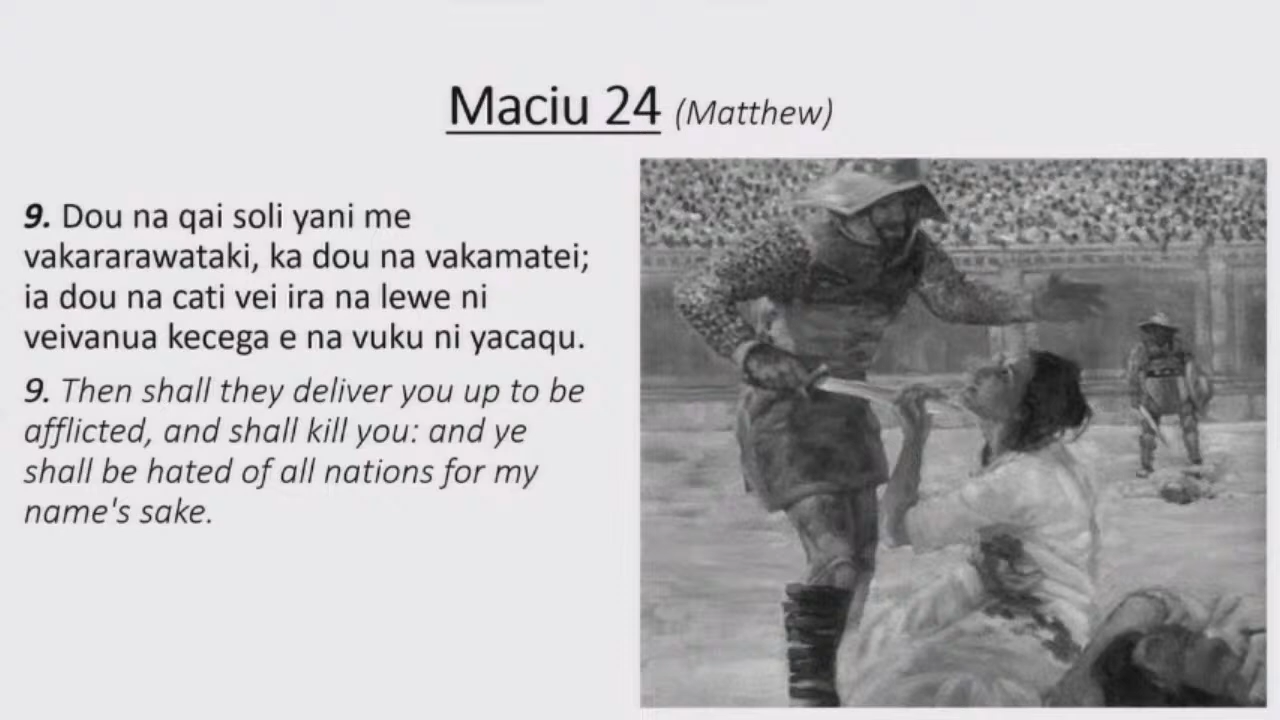 Maciu 24 (Matthew)
9. Dou na qai soli yani me
vakararawataki, ka dou na vakamatei;
ia dou na cati vei ira na lewe ni
veivanua kecega e na vuku ni yacaqu.
9. Then shall they deliver you up to be
afflicted, and shall kill you: and ye
shall be hated of all nations for my
name's sake.